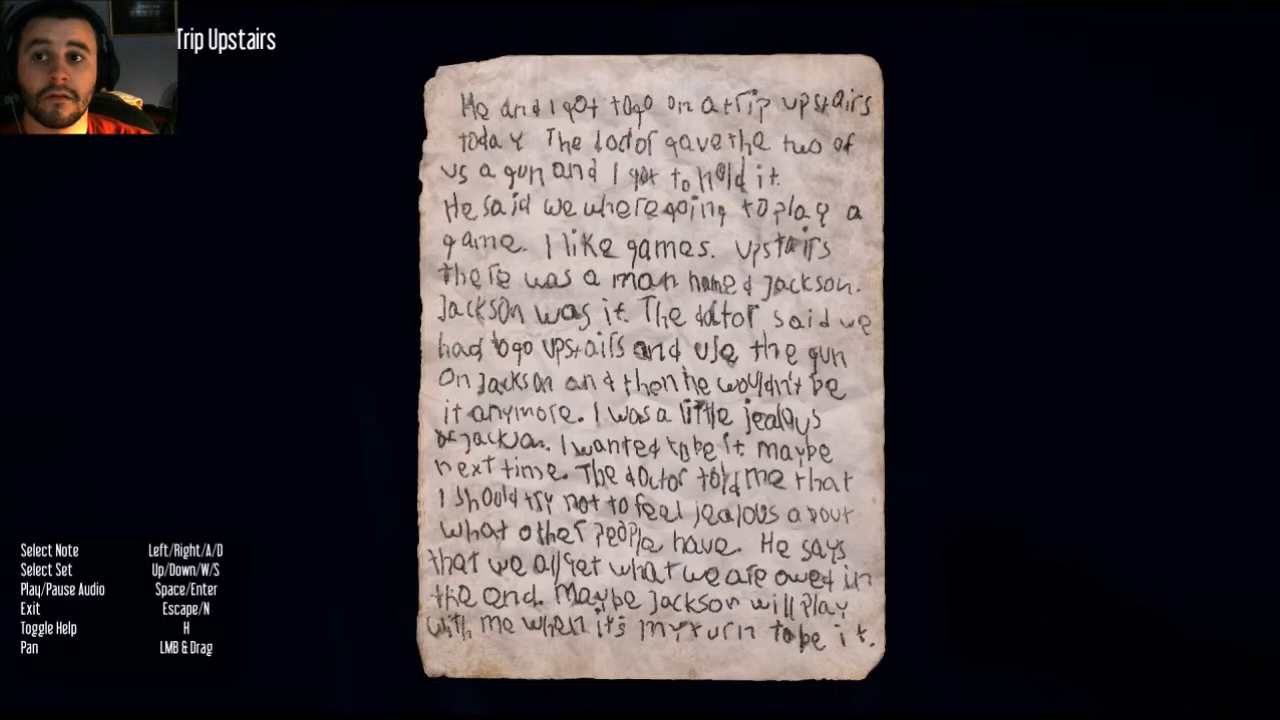 Trip Upstairs
He and I got to go on a trip upstairs
today The doctor gave the two of
us a gun and I got to hold it.
He said we where going to play a
game. I like games. upstairs
there was a man named Jackson.
Jackson was it. The doctor said we
had to go upstairs and use the gun
on Jackson and then he wouldn't be
it anymore. I was a little jealous
of Jackson. I wanted to be it maybe
next time. The doctor told me that
I should try not to feel jealous about
what other people have. He says
that we all get what we are owed in
the end. Maybe Jackson will play
with me when it's my turn to be it.
Select Note Left/Right/A/D
Select Set Up/Down/W/S
Play/Pause Audio Space/Enter
Exit Escape/N
Toggle Help H
Pan LMB & Drag